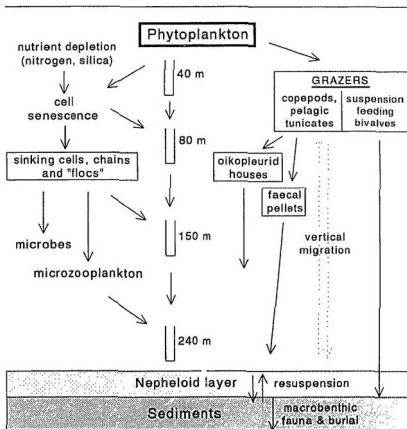 Phytoplankton
nutrient depletion
(nitrogen, silica)
40 m
GRAZERS
copepods,
pelagic
tunicates
suspension
feeding
bivalves
cell
senescence
80 m
sinking cells, chains
and "flocs"
oikopleurid
houses
faecal
pellets
150 m
microbes
vertical
migration
microzooplankton
240 m
Nepheloid layer
resuspension
Sediments
macrobenthic
fauna & burial